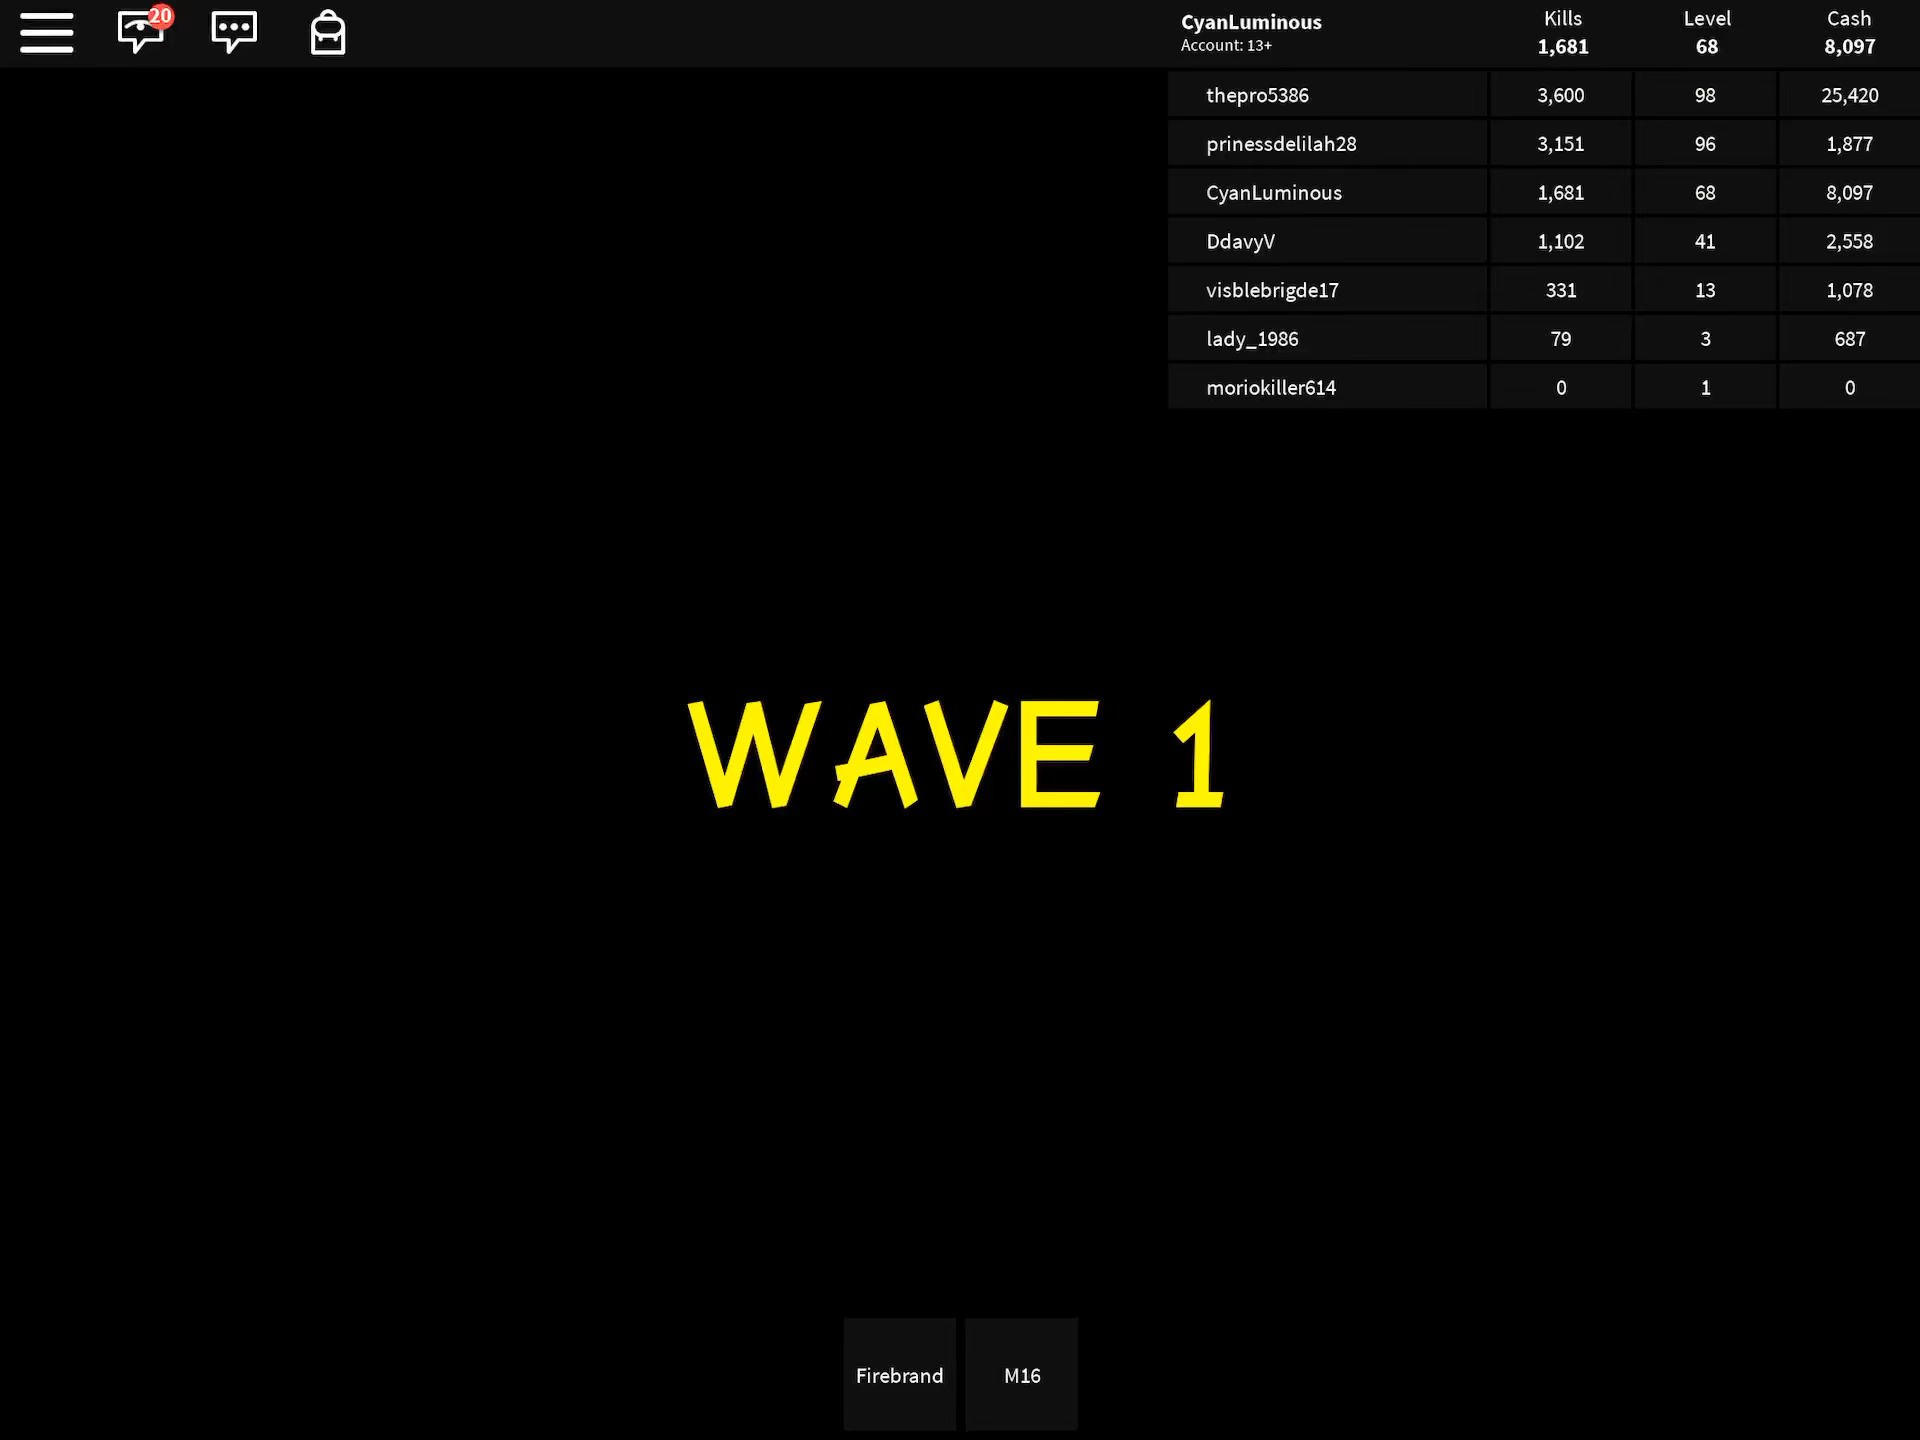 20
CyanLuminous Kills Level Cash
Account: 13+ 1,681 68 8,097
thepro5386 3,600 98 25,420
prinessdelilah28 3,151 96 1,877
CyanLuminous 1,681 68 8,097
DdavyV 1,102 41 2,558
visblebrigde17 331 13 1,078
lady_1986 79 3 687
moriokiller614 0 1 0
WAVE 1
Firebrand M16